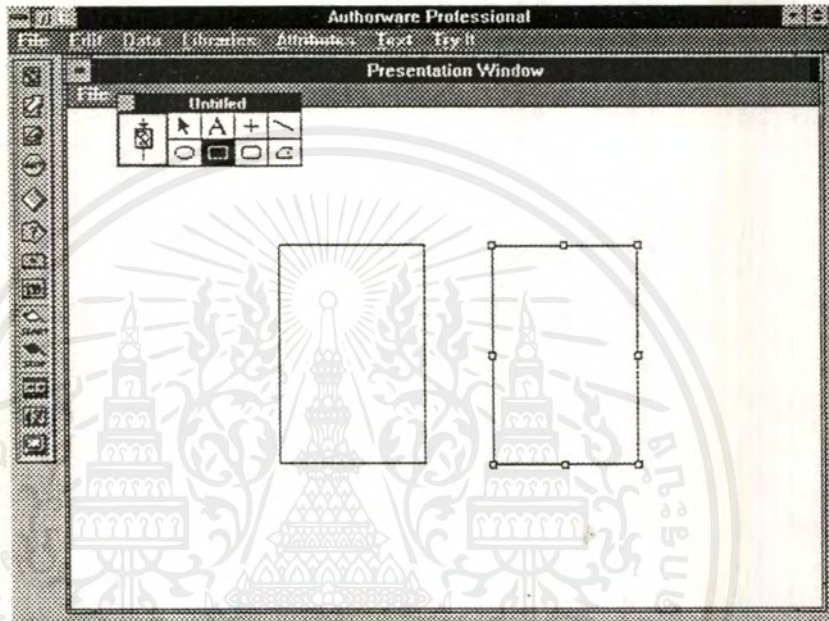 Authorware Professional
File Edit Data Libraries Attributes Text Try It
Presentation Window
File
Untitled
A